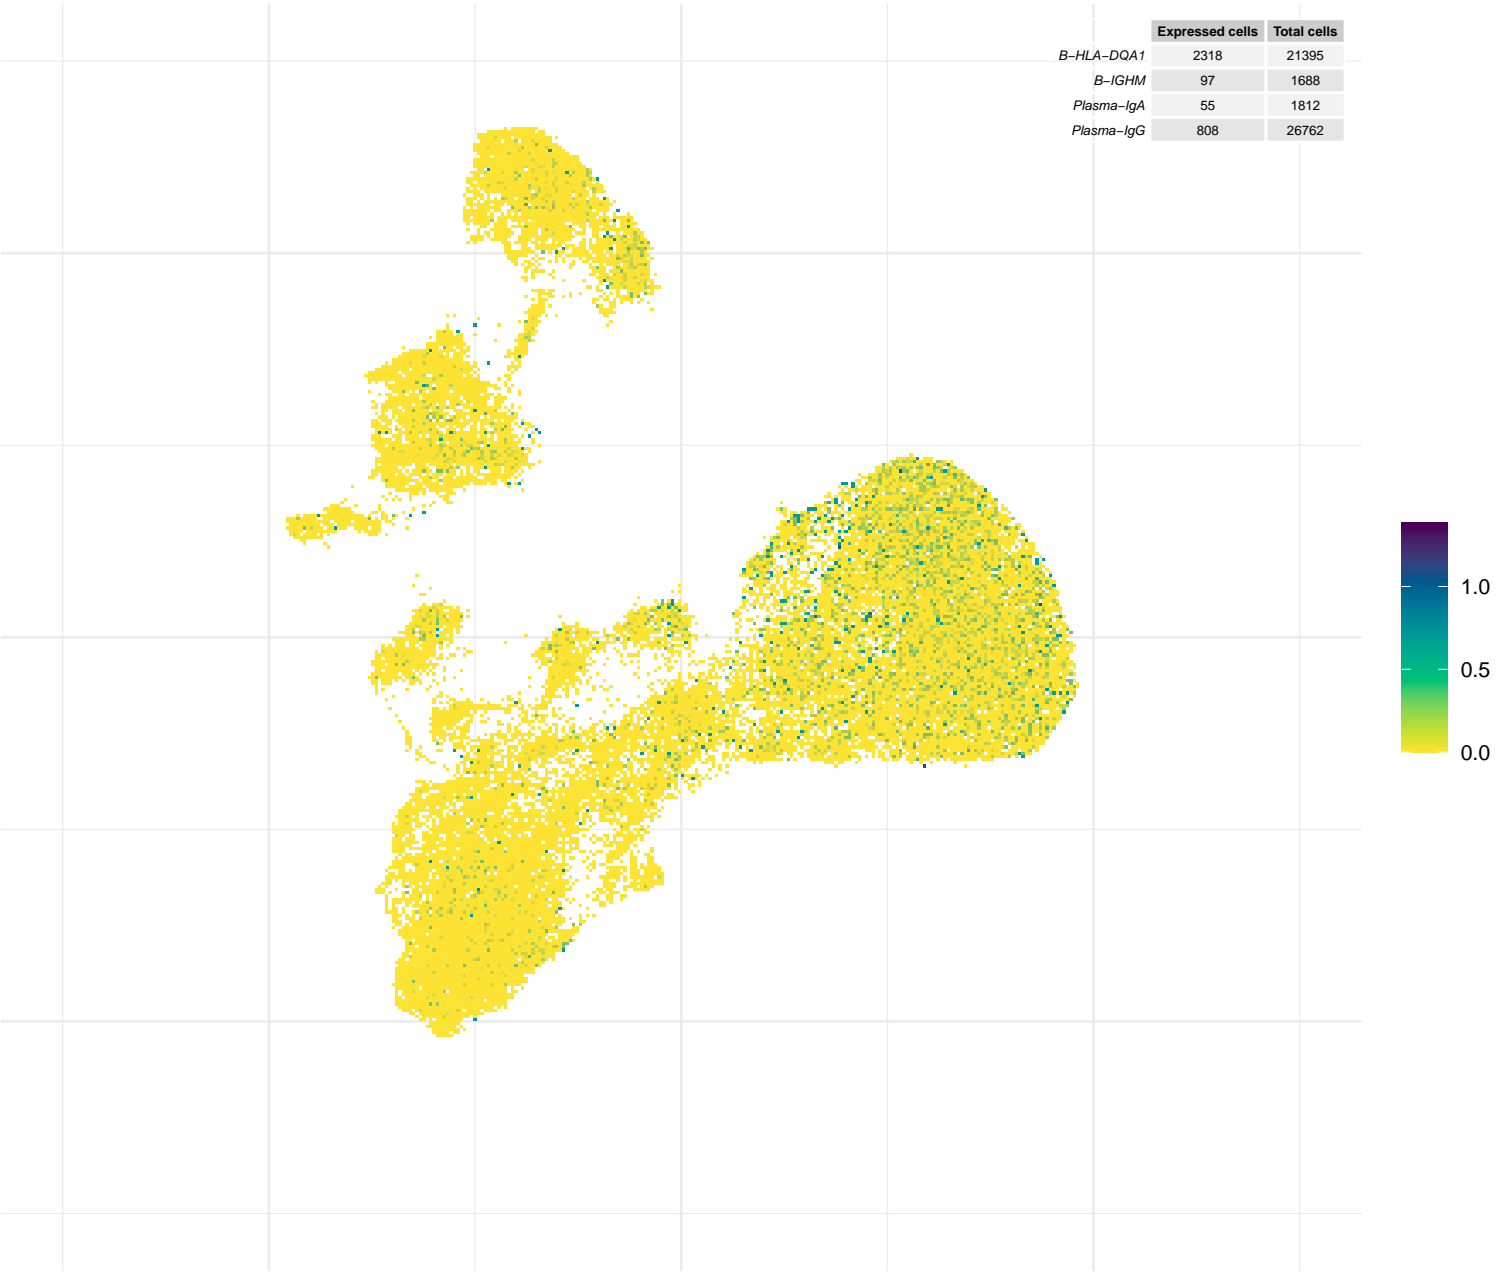 Expressed cells Total cells
B−HLA−DQA1 2318 21395
B−IGHM 97 1688
Plasma−IgA 55 1812
Plasma−IgG 808 26762
1.0
0.5
0.0